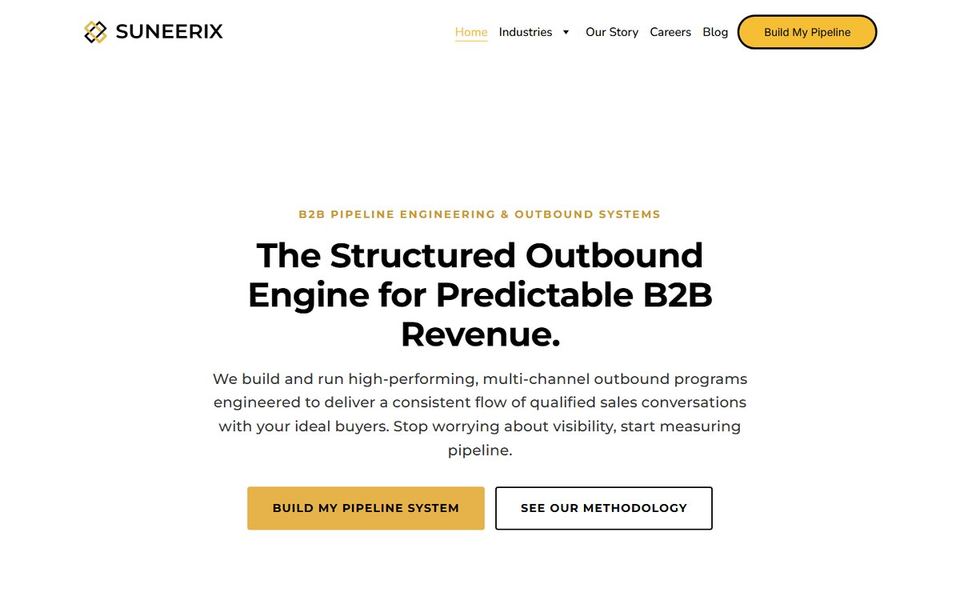 SUNEERIX
Home Industries Our Story Careers Blog Build My Pipeline
B2B PIPELINE ENGINEERING & OUTBOUND SYSTEMS
The Structured Outbound
Engine for Predictable B2B
Revenue.
We build and run high-performing, multi-channel outbound programs
engineered to deliver a consistent flow of qualified sales conversations
with your ideal buyers. Stop worrying about visibility, start measuring
pipeline.
BUILD MY PIPELINE SYSTEM
SEE OUR METHODOLOGY